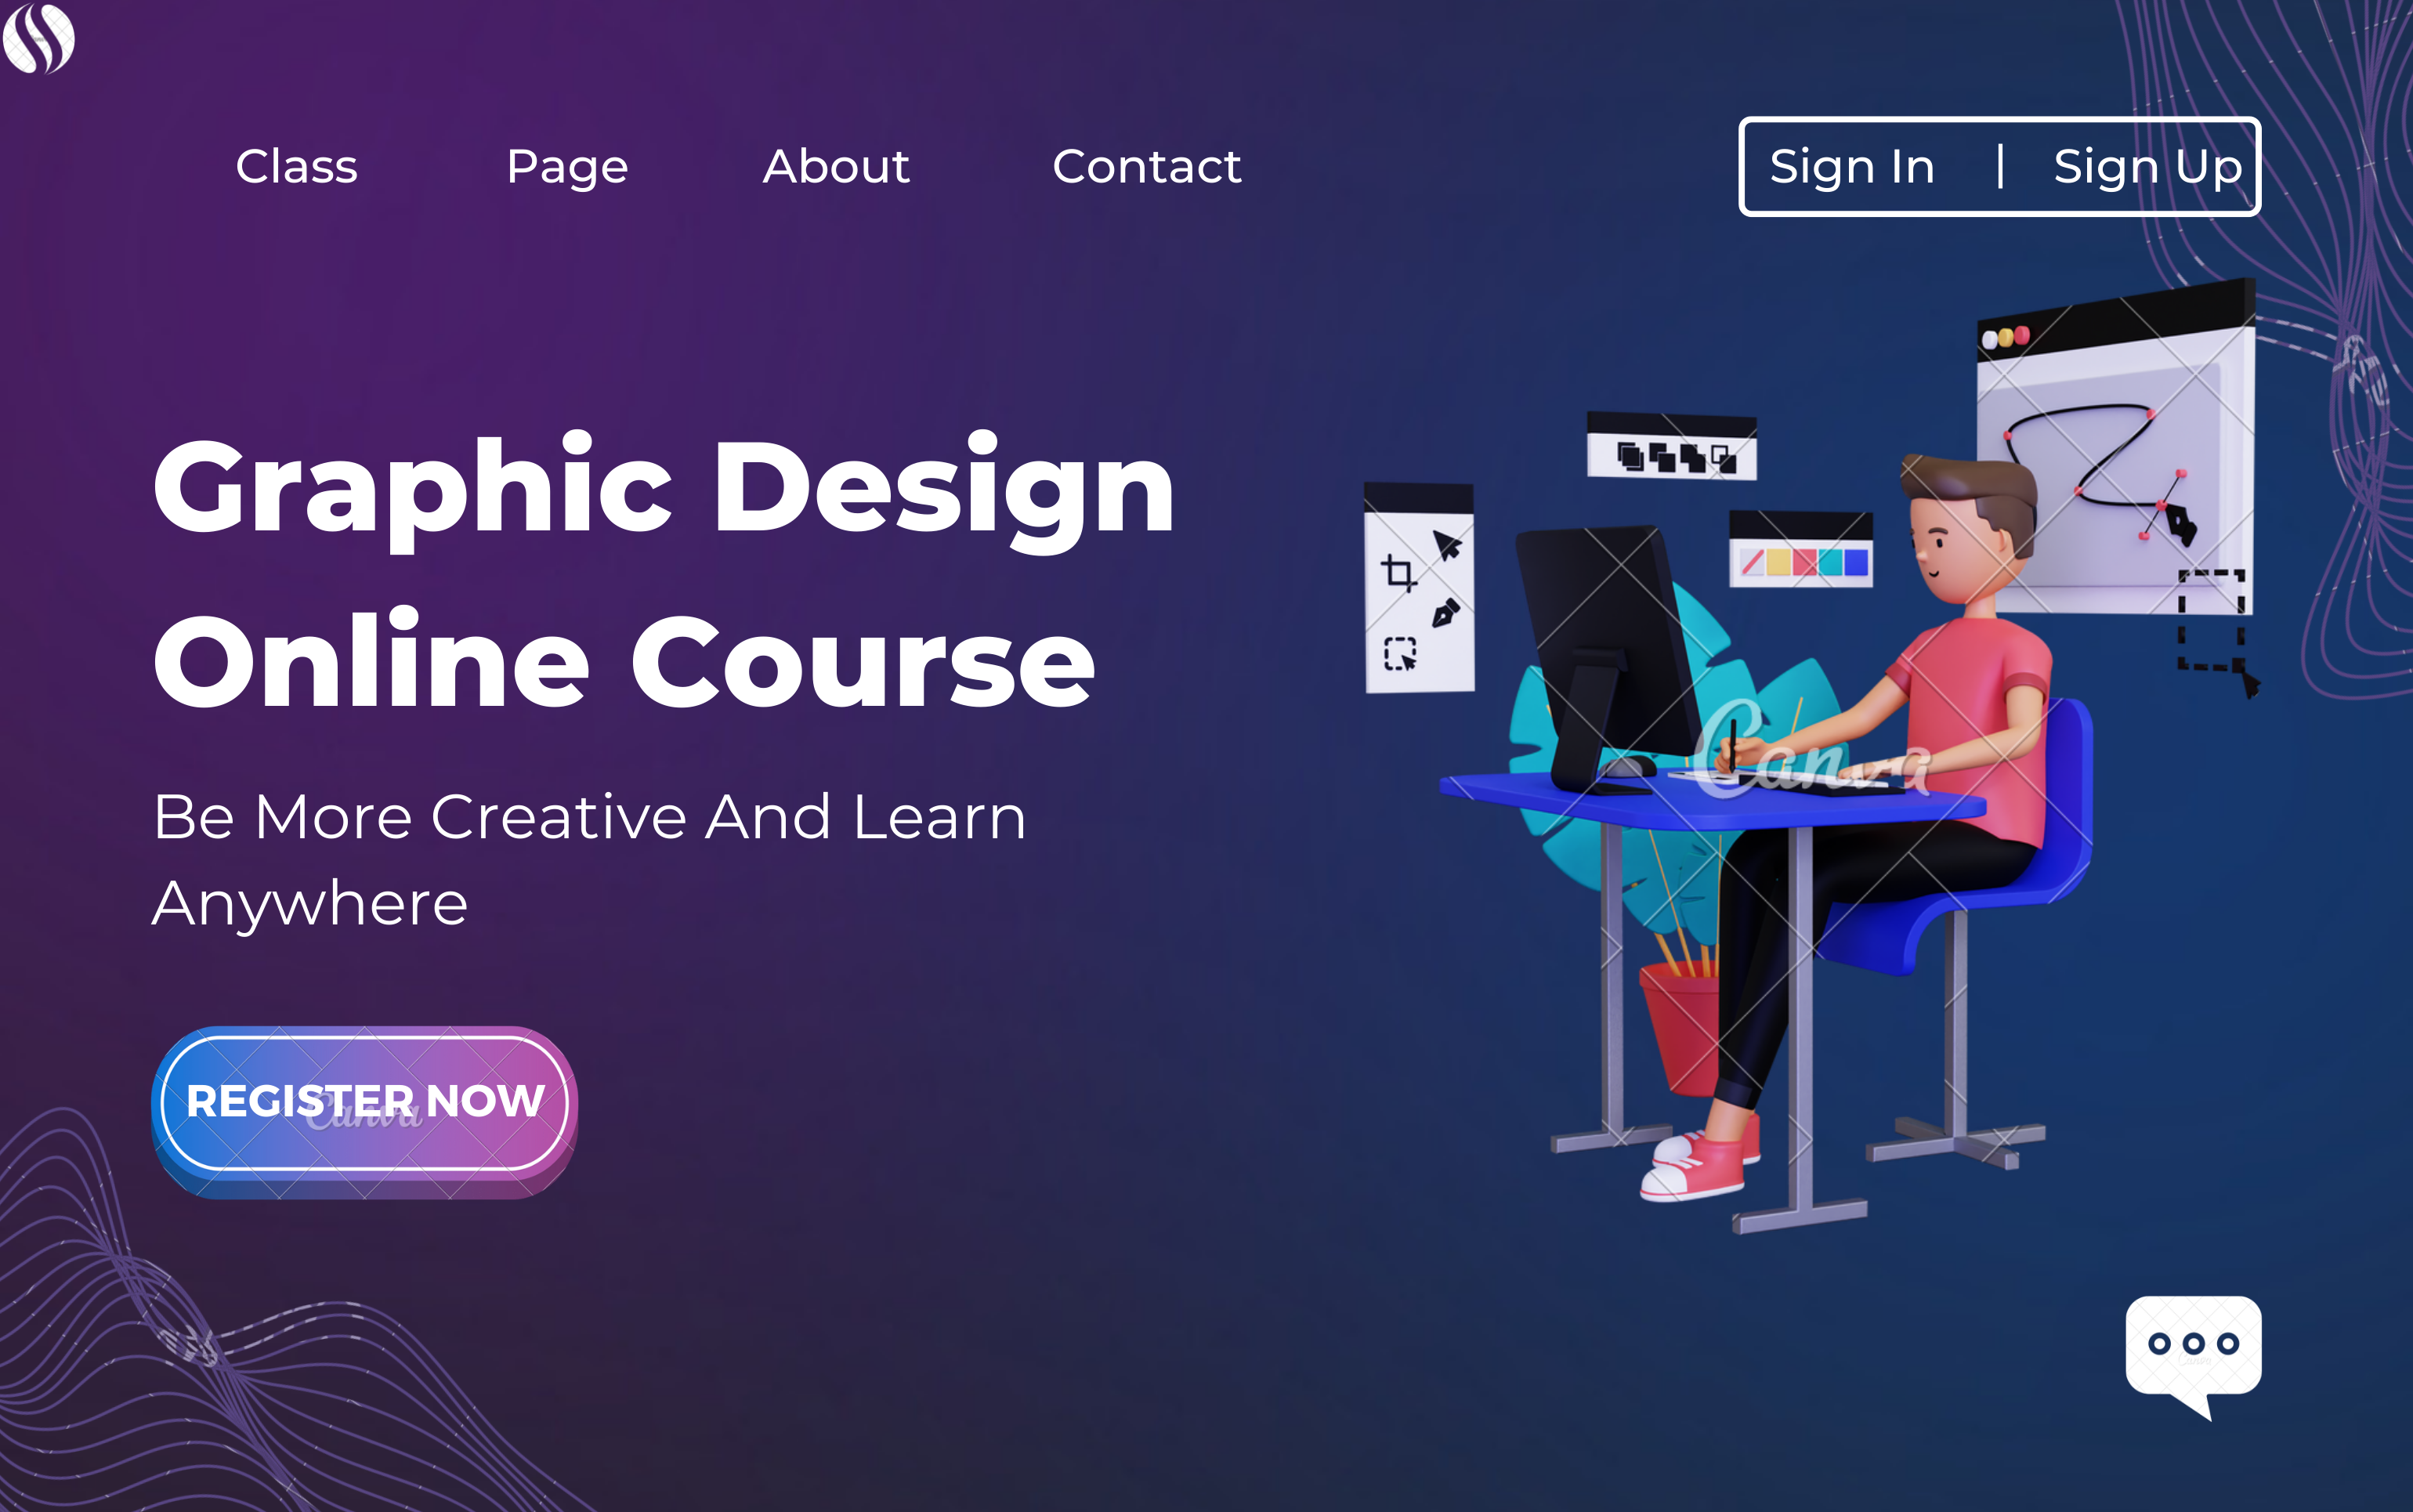 Class Page About Contact Sign In | Sign Up
Graphic Design
Online Course
Be More Creative And Learn
Anywhere
REGISTER NOW
Canva
Canva